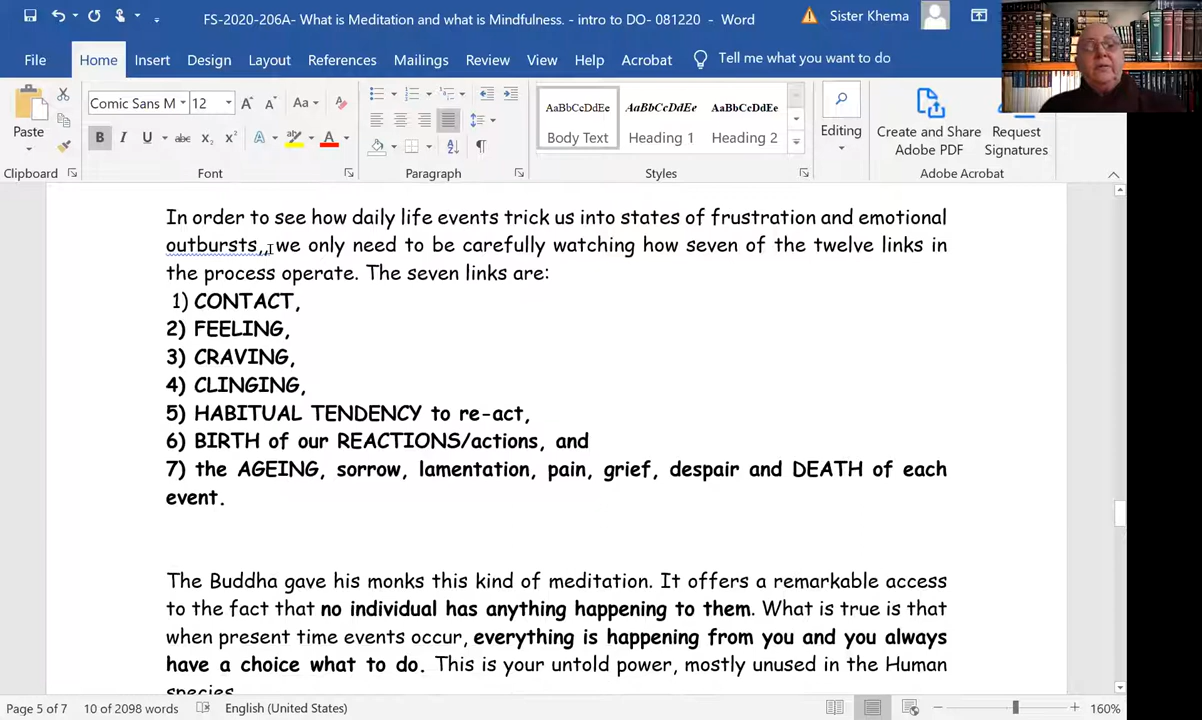 FS-2020-206A- What is Meditation and what is Mindfulness. - intro to DO- 081220 - Word
Sister Khema
File Home Insert Design Layout References Mailings Review View Help Acrobat Tell me what you want to do
Paste
Comic Sans M 12 A A Aa A
B I U abc X₂ X² A ab A
AaBbCcDdEe AaBbCcDdEe AaBbCcDdEe
Body Text Heading 1 Heading 2
Editing
Create and Share Adobe PDF
Request Signatures
Clipboard Font Paragraph Styles Adobe Acrobat
In order to see how daily life events trick us into states of frustration and emotional
outbursts,,we only need to be carefully watching how seven of the twelve links in
the process operate. The seven links are:
1) CONTACT,
2) FEELING,
3) CRAVING,
4) CLINGING,
5) HABITUAL TENDENCY to re-act,
6) BIRTH of our REACTIONS/actions, and
7) the AGEING, sorrow, lamentation, pain, grief, despair and DEATH of each
event.
The Buddha gave his monks this kind of meditation. It offers a remarkable access
to the fact that no individual has anything happening to them. What is true is that
when present time events occur, everything is happening from you and you always
have a choice what to do. This is your untold power, mostly unused in the Human
species.
Page 5 of 7 10 of 2098 words English (United States) 160%